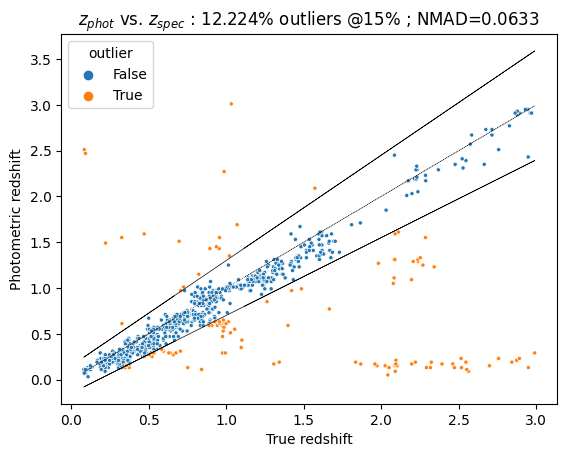 z_phot vs. z_spec : 12.224% outliers @15% ; NMAD=0.0633
outlier
False
True
3.5
3.0
2.5
2.0
1.5
1.0
0.5
0.0
Photometric redshift
0.0 0.5 1.0 1.5 2.0 2.5 3.0
True redshift